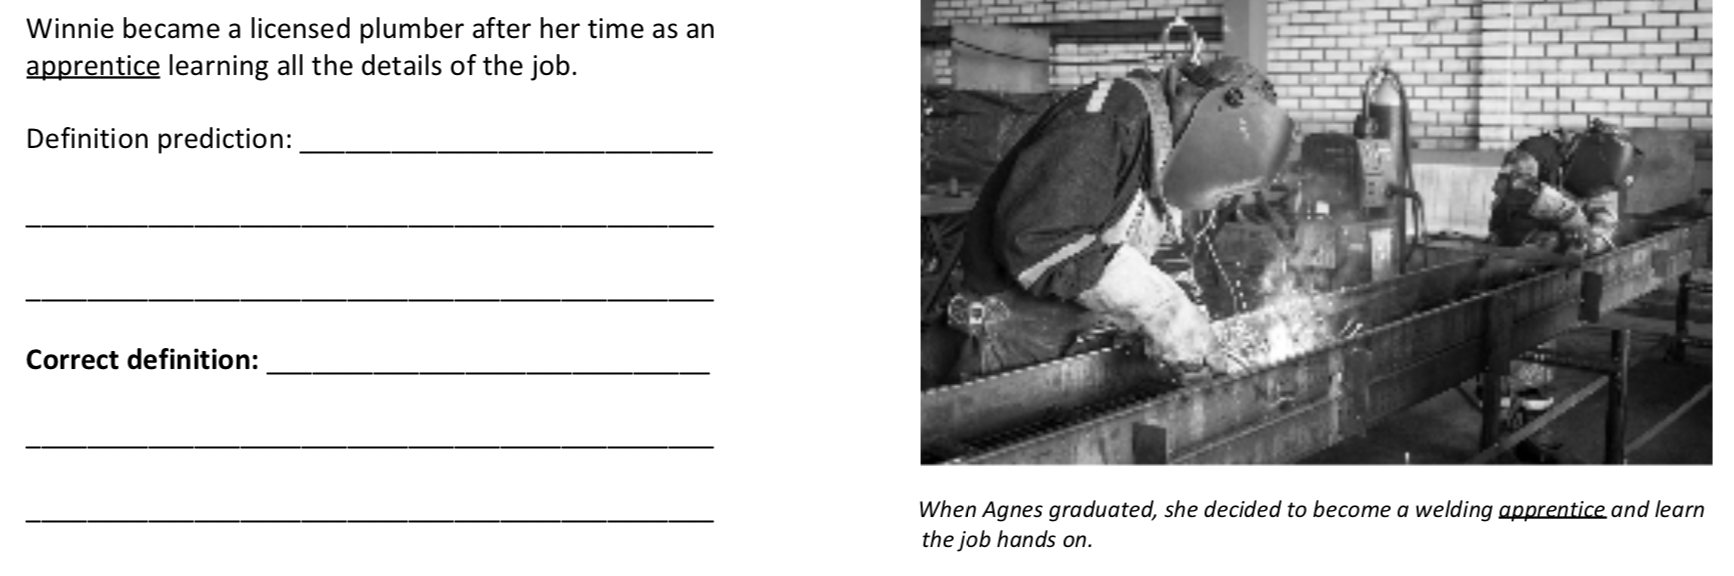 Winnie became a licensed plumber after her time as an
apprentice learning all the details of the job.
Definition prediction: ___________________________
_____________________________________________
_____________________________________________
Correct definition: _____________________________
_____________________________________________
_____________________________________________
When Agnes graduated, she decided to become a welding apprentice and learn
the job hands on.